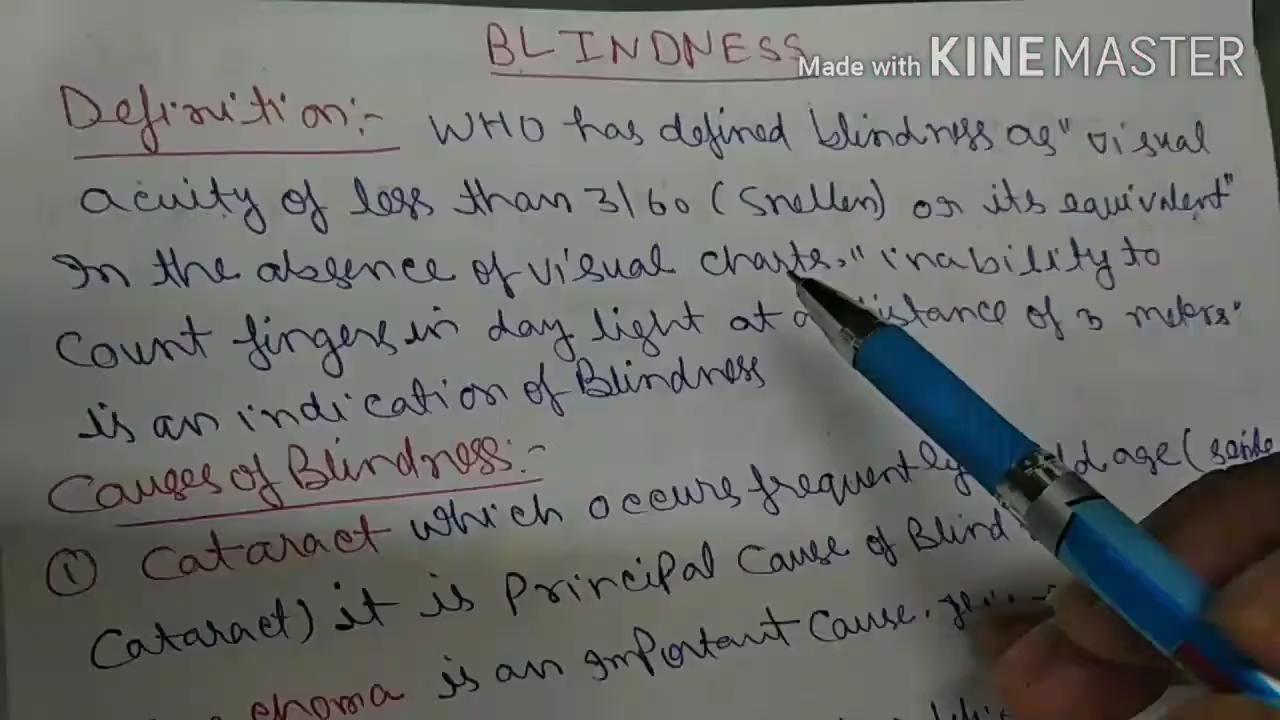 BLINDNESS
Made with KINEMASTER
Definition:- WHO has defined blindness as "visual
acuity of less than 3/60 (Snellen) or its equivalent"
In the absence of visual charts, "inability to
Count fingers in day light at a distance of 3 meters"
is an indication of Blindness
Causes of Blindness:-
① Cataract which occurs frequently old age (senile
Cataract) it is Principal Cause of Blind
is an Important Cause.